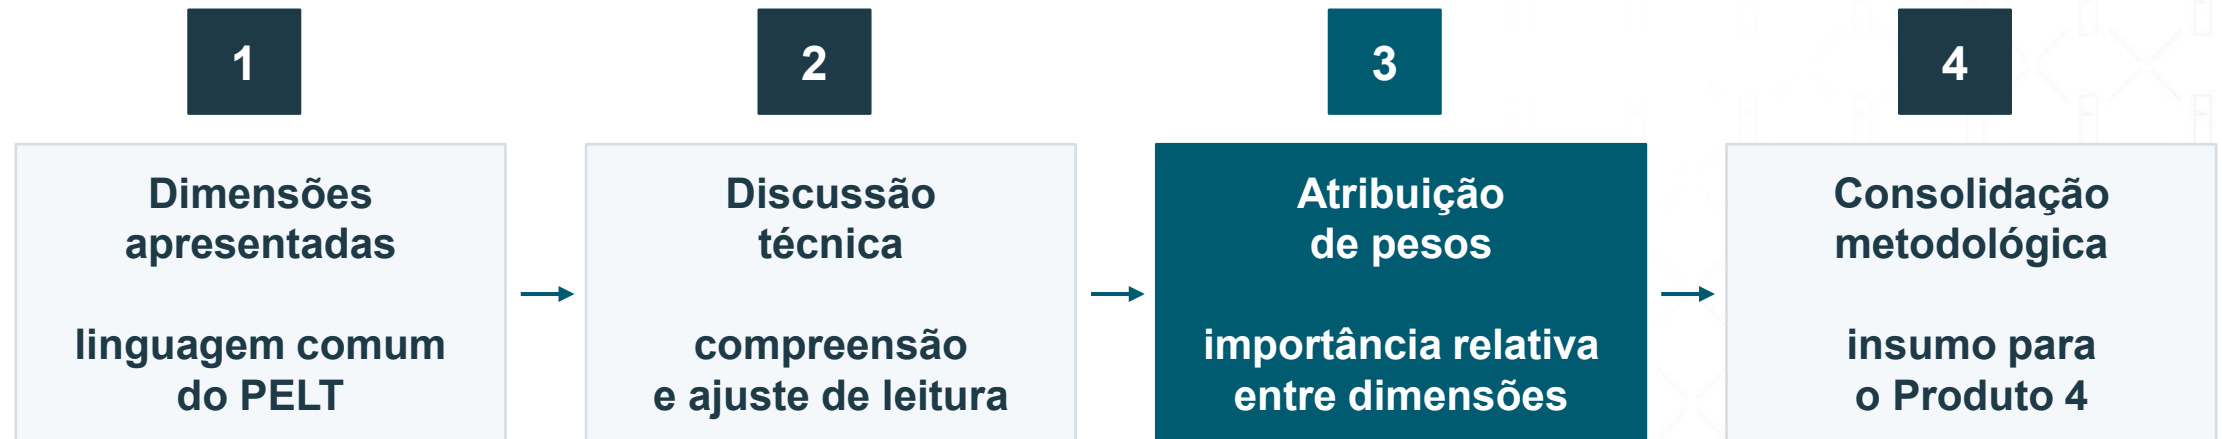 1
Dimensões
apresentadas
linguagem comum
do PELT
2
Discussão
técnica
compreensão
e ajuste de leitura
3
Atribuição
de pesos
importância relativa
entre dimensões
4
Consolidação
metodológica
insumo para
o Produto 4